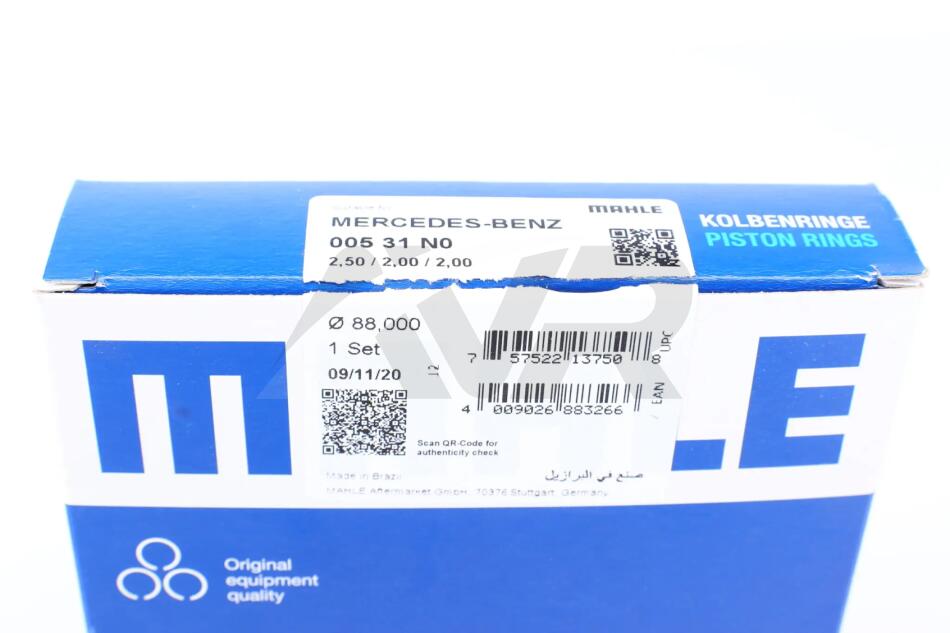 MERCEDES-BENZ
MAHLE
005 31 N0
2,50 / 2,00 / 2,00
KOLBENRINGE
PISTON RINGS
Ø 88,000
1 Set
09/11/20
12
7 57522 13750 8
UPC
4 009026 883266
EAN
Scan QR-Code for
authenticity check
Made in Brazil
صنع في البرازيل
MAHLE Aftermarket GmbH, 70376 Stuttgart, Germany
Original
equipment
quality